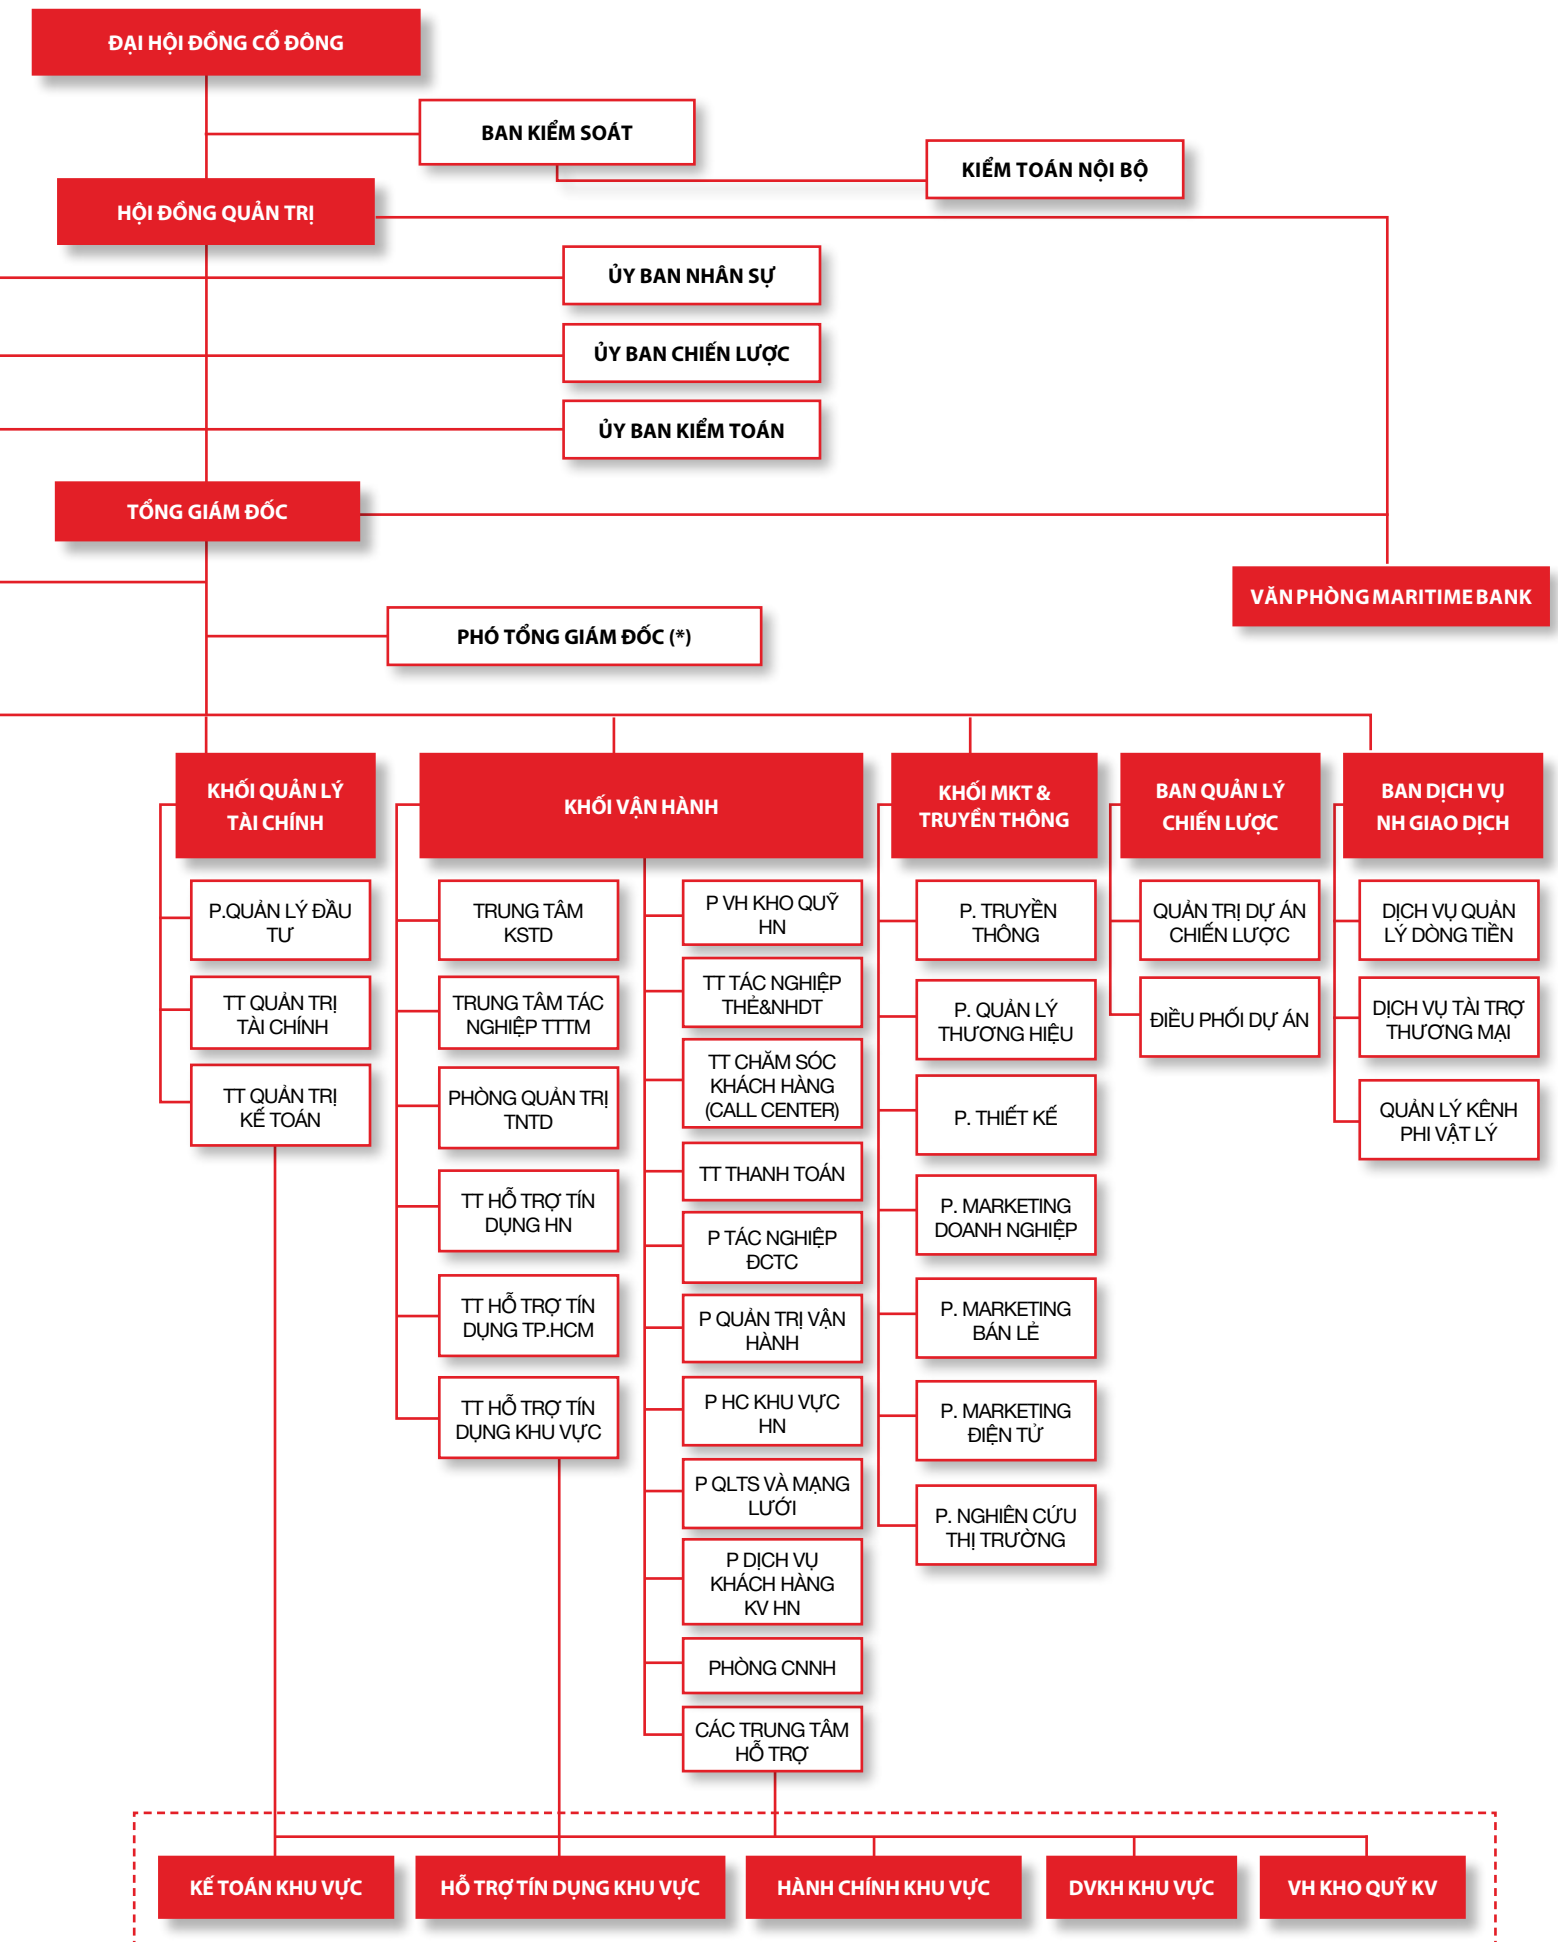 ĐẠI HỘI ĐỒNG CỔ ĐÔNG
BAN KIỂM SOÁT
KIỂM TOÁN NỘI BỘ
HỘI ĐỒNG QUẢN TRỊ
ỦY BAN NHÂN SỰ
ỦY BAN CHIẾN LƯỢC
ỦY BAN KIỂM TOÁN
TỔNG GIÁM ĐỐC
VĂN PHÒNG MARITIME BANK
PHÓ TỔNG GIÁM ĐỐC (*)
KHỐI QUẢN LÝ
TÀI CHÍNH
P.QUẢN LÝ ĐẦU
TƯ
TT QUẢN TRỊ
TÀI CHÍNH
TT QUẢN TRỊ
KẾ TOÁN
KHỐI VẬN HÀNH
TRUNG TÂM
KSTD
TRUNG TÂM TÁC
NGHIỆP TTTM
PHÒNG QUẢN TRỊ
TNTD
TT HỖ TRỢ TÍN
DỤNG HN
TT HỖ TRỢ TÍN
DỤNG TP.HCM
TT HỖ TRỢ TÍN
DỤNG KHU VỰC
P VH KHO QUỸ
HN
TT TÁC NGHIỆP
THẺ&NHDT
TT CHĂM SÓC
KHÁCH HÀNG
(CALL CENTER)
TT THANH TOÁN
P TÁC NGHIỆP
ĐCTC
P QUẢN TRỊ VẬN
HÀNH
P HC KHU VỰC
HN
P QLTS VÀ MẠNG
LƯỚI
P DỊCH VỤ
KHÁCH HÀNG
KV HN
PHÒNG CNNH
CÁC TRUNG TÂM
HỖ TRỢ
KHỐI MKT &
TRUYỀN THÔNG
P. TRUYỀN
THÔNG
P. QUẢN LÝ
THƯƠNG HIỆU
P. THIẾT KẾ
P. MARKETING
DOANH NGHIỆP
P. MARKETING
BÁN LẺ
P. MARKETING
ĐIỆN TỬ
P. NGHIÊN CỨU
THỊ TRƯỜNG
BAN QUẢN LÝ
CHIẾN LƯỢC
QUẢN TRỊ DỰ ÁN
CHIẾN LƯỢC
ĐIỀU PHỐI DỰ ÁN
BAN DỊCH VỤ
NH GIAO DỊCH
DỊCH VỤ QUẢN
LÝ DÒNG TIỀN
DỊCH VỤ TÀI TRỢ
THƯƠNG MẠI
QUẢN LÝ KÊNH
PHI VẬT LÝ
KẾ TOÁN KHU VỰC
HỖ TRỢ TÍN DỤNG KHU VỰC
HÀNH CHÍNH KHU VỰC
DVKH KHU VỰC
VH KHO QUỸ KV